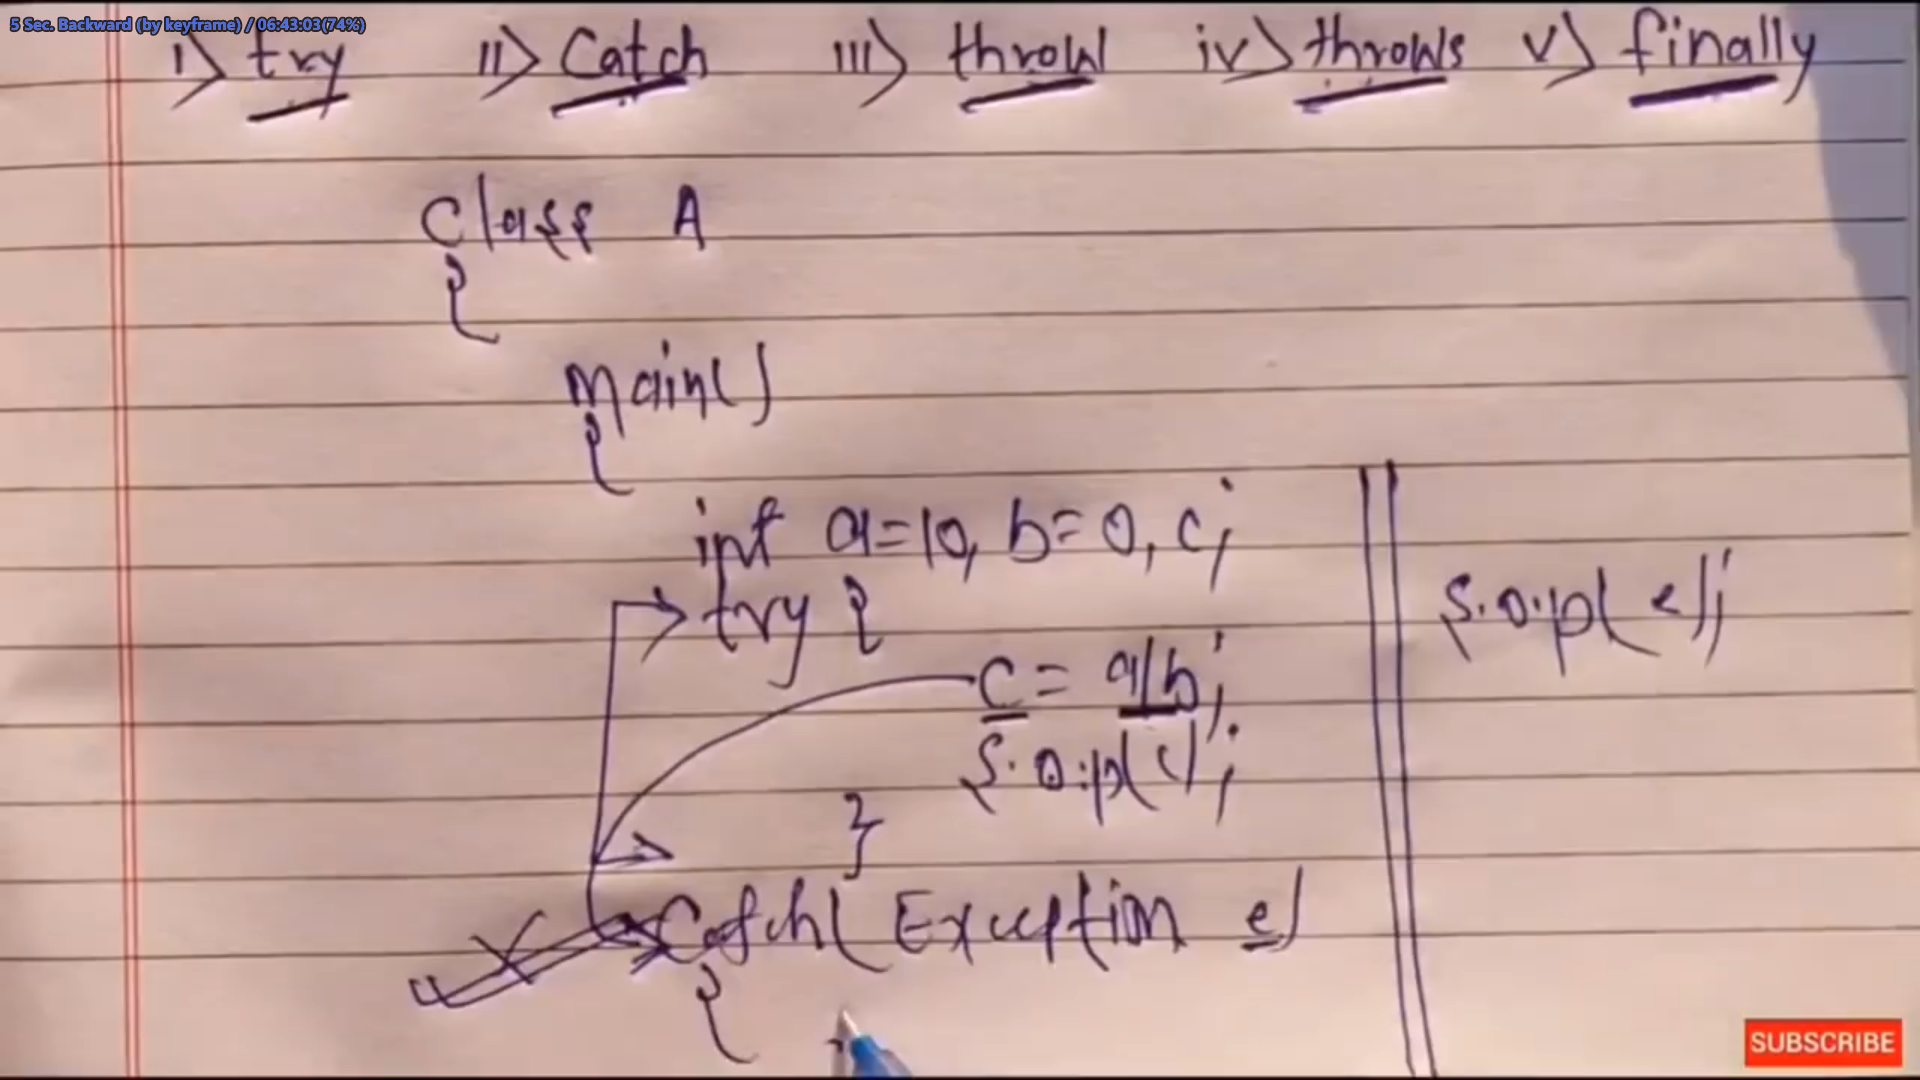 5 Sec. Backward (by keyframe) / 06:43:03(74%)
i) try ii) Catch iii) throw iv) throws v) finally
Class A
{
main()
{
int a=10, b=0, c;
try {
c = a/b;
S.o.p(c);
}
Catch( Exception e)
{
S.o.p( e);
SUBSCRIBE